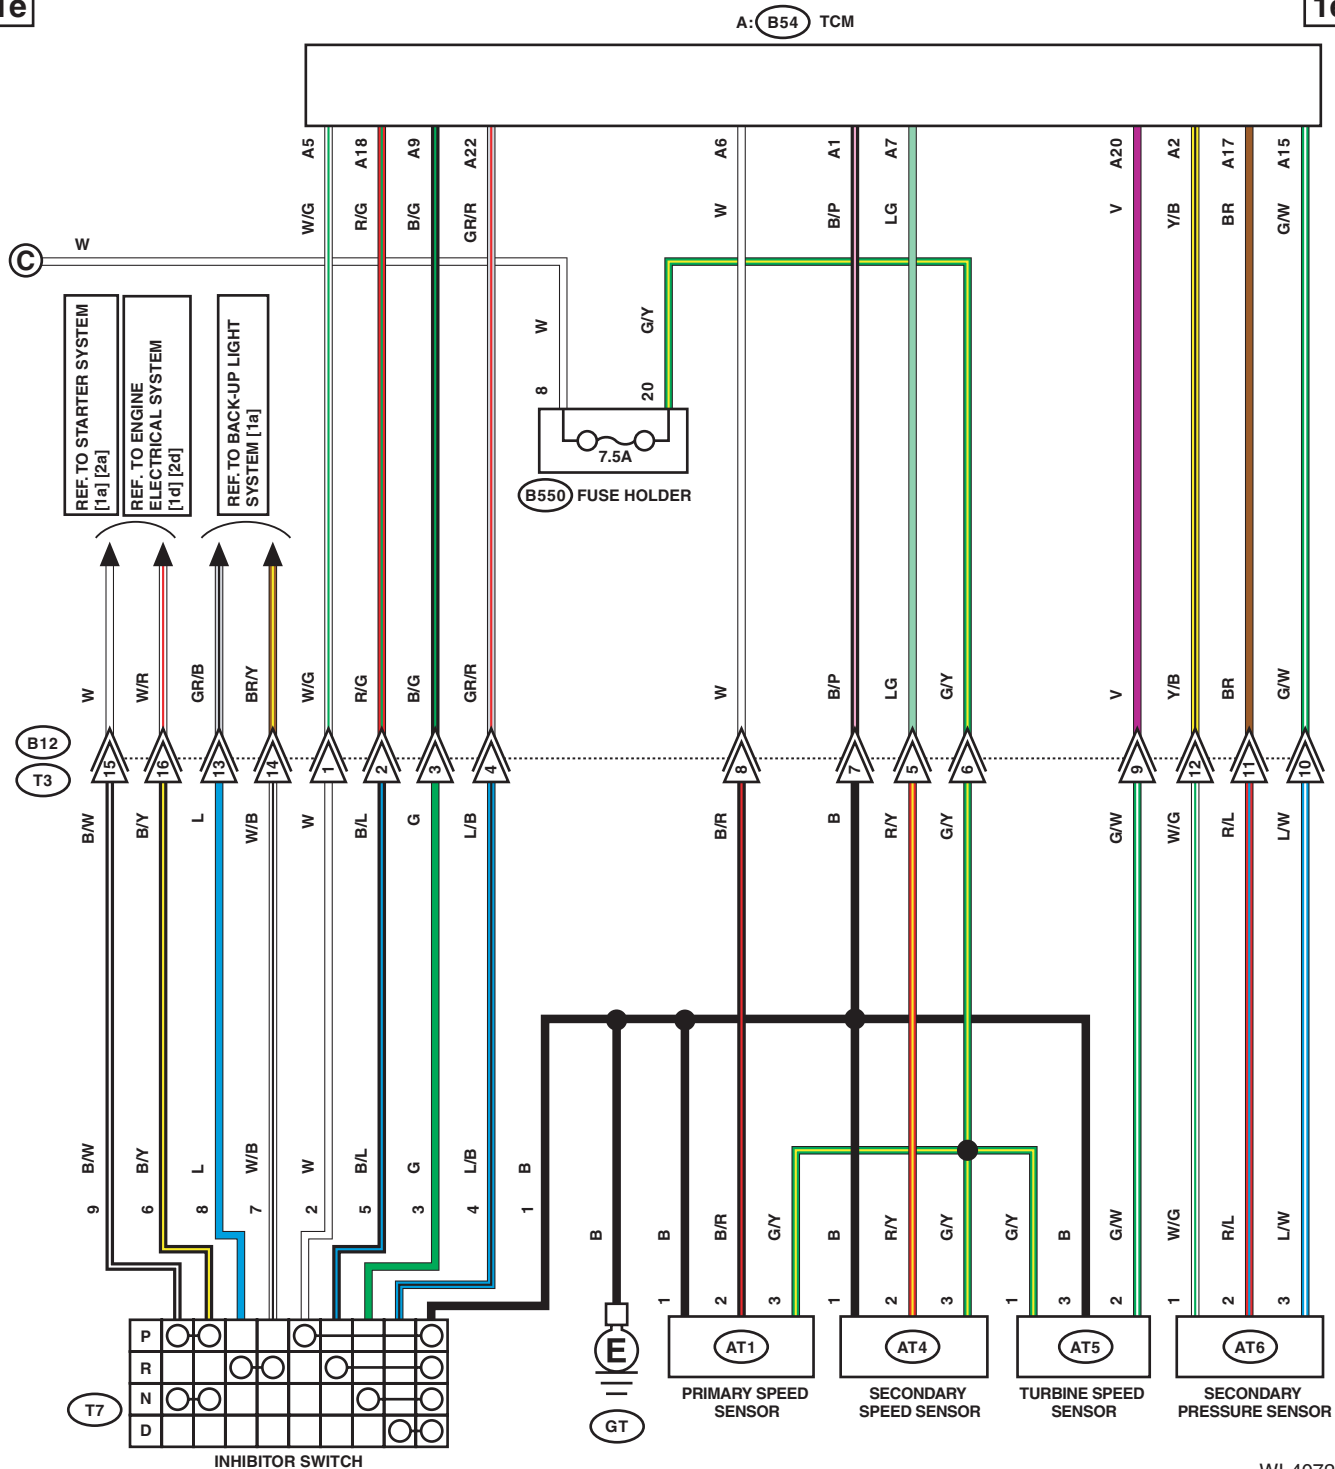 1e
A: B54 TCM
A5 A18 A9 A22 A6 A1 A7 A20 A2 A17 A15
W/G R/G B/G GR/R W B/P LG V Y/B BR G/W
C W
REF. TO STARTER SYSTEM
[1a] [2a]
REF. TO ENGINE
ELECTRICAL SYSTEM
[1d] [2d]
REF. TO BACK-UP LIGHT
SYSTEM [1a]
W G/Y
8 20
7.5A
B550 FUSE HOLDER
W W/R GR/B BR/Y W/G R/G B/G GR/R W B/P LG G/Y V Y/B BR G/W
B12
T3
15 16 13 14 1 2 3 4 8 7 5 6 9 12 11 10
B/W B/Y L W/B W B/L G L/B B/R B R/Y G/Y G/W W/G R/L L/W
B/W B/Y L W/B W B/L G L/B B
9 6 8 7 2 5 3 4 1
B B B/R G/Y B R/Y G/Y G/Y B G/W W/G R/L L/W
1 2 3 1 2 3 1 3 2 1 2 3
P
R
N
D
T7
INHIBITOR SWITCH
E
GT
AT1
PRIMARY SPEED
SENSOR
AT4
SECONDARY
SPEED SENSOR
AT5
TURBINE SPEED
SENSOR
AT6
SECONDARY
PRESSURE SENSOR